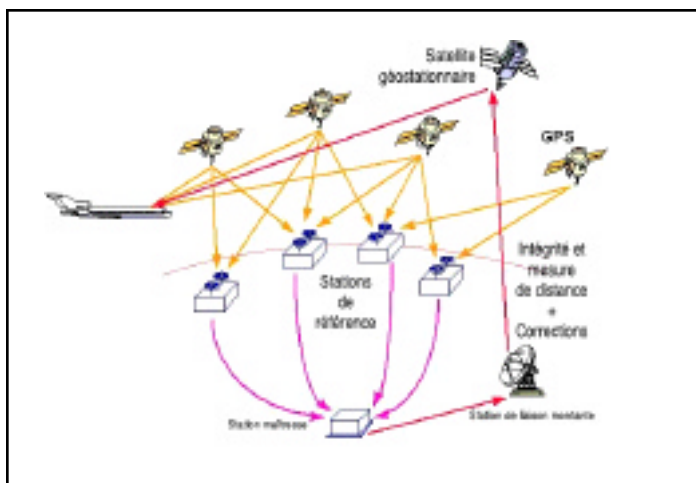 Satellite
géostationnaire
GPS
Stations
de
référence
Intégrité et
mesure
de distance
+
Corrections
Station maîtresse
Station de liaison montante